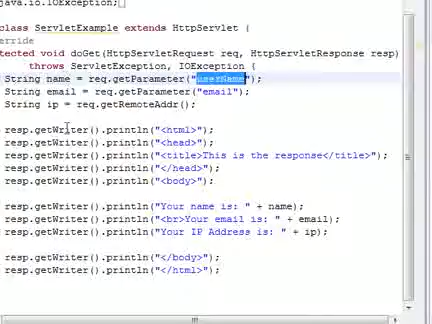 java.io.IOException;
class ServletExample extends HttpServlet {
erride
tected void doGet(HttpServletRequest req, HttpServletResponse resp)
throws ServletException, IOException {
String name = req.getParameter("userName");
String email = req.getParameter("email");
String ip = req.getRemoteAddr();
resp.getWriter().println("<html>");
resp.getWriter().println("<head>");
resp.getWriter().println("<title>This is the response</title>");
resp.getWriter().println("</head>");
resp.getWriter().println("<body>");
resp.getWriter().println("Your name is: " + name);
resp.getWriter().println("<br>Your email is: " + email);
resp.getWriter().println("Your IP Address is: " + ip);
resp.getWriter().println("</body>");
resp.getWriter().println("</html>");